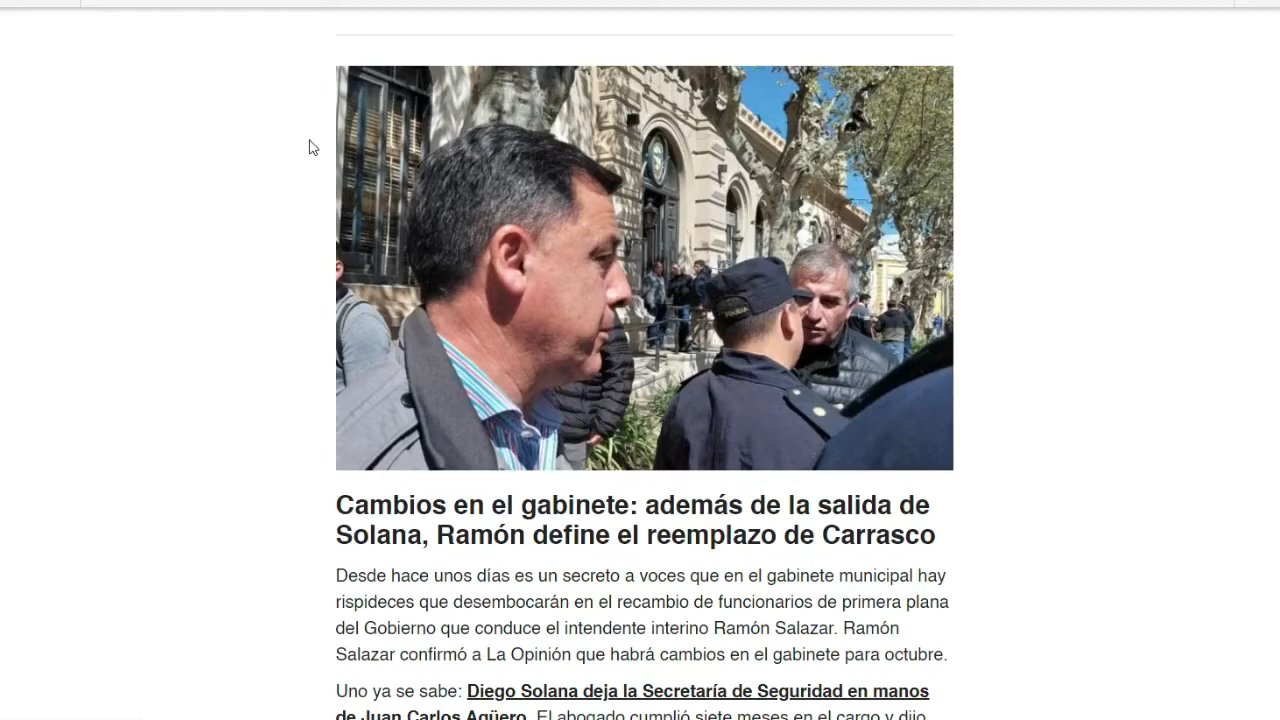 Cambios en el gabinete: además de la salida de
Solana, Ramón define el reemplazo de Carrasco
Desde hace unos días es un secreto a voces que en el gabinete municipal hay
rispideces que desembocarán en el recambio de funcionarios de primera plana
del Gobierno que conduce el intendente interino Ramón Salazar. Ramón
Salazar confirmó a La Opinión que habrá cambios en el gabinete para octubre.
Uno ya se sabe: Diego Solana deja la Secretaría de Seguridad en manos
de Juan Carlos Agüero. El abogado cumplió siete meses en el cargo y dijo